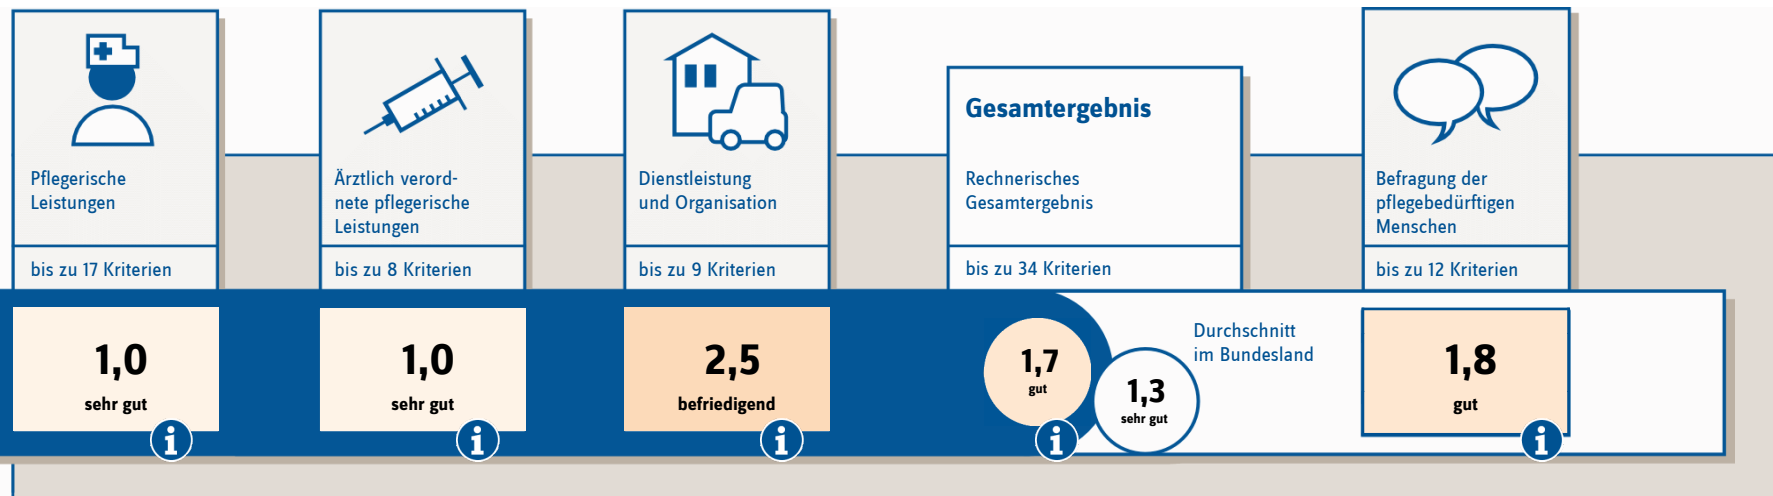 Pflegerische
Leistungen
bis zu 17 Kriterien
1,0
sehr gut
i
Ärztlich verord-
nete pflegerische
Leistungen
bis zu 8 Kriterien
1,0
sehr gut
i
Dienstleistung
und Organisation
bis zu 9 Kriterien
2,5
befriedigend
i
Gesamtergebnis
Rechnerisches
Gesamtergebnis
bis zu 34 Kriterien
1,7
gut
i
Durchschnitt
im Bundesland
1,3
sehr gut
Befragung der
pflegebedürftigen
Menschen
bis zu 12 Kriterien
1,8
gut
i